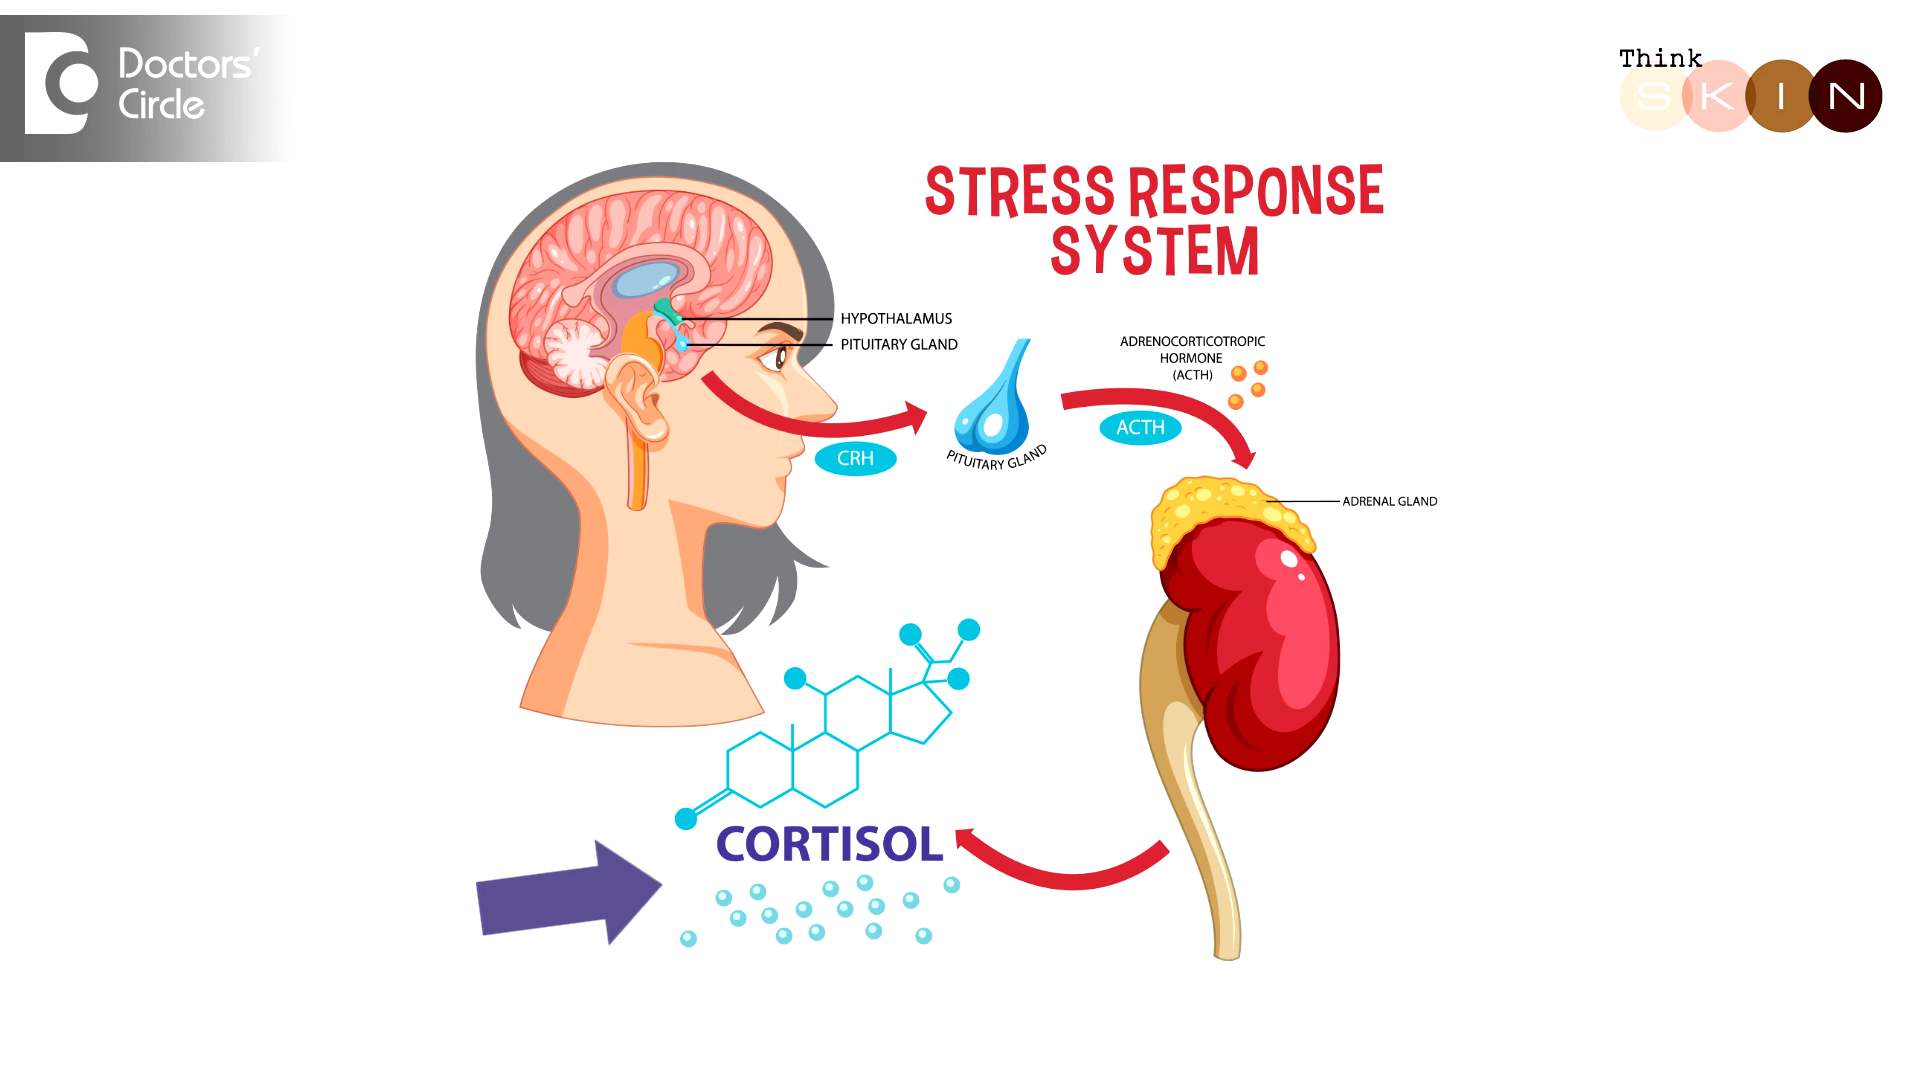 Doctors'
Circle
Think
SKIN
STRESS RESPONSE
SYSTEM
HYPOTHALAMUS
PITUITARY GLAND
ADRENOCORTICOTROPIC
HORMONE
(ACTH)
ACTH
CRH
PITUITARY GLAND
ADRENAL GLAND
CORTISOL